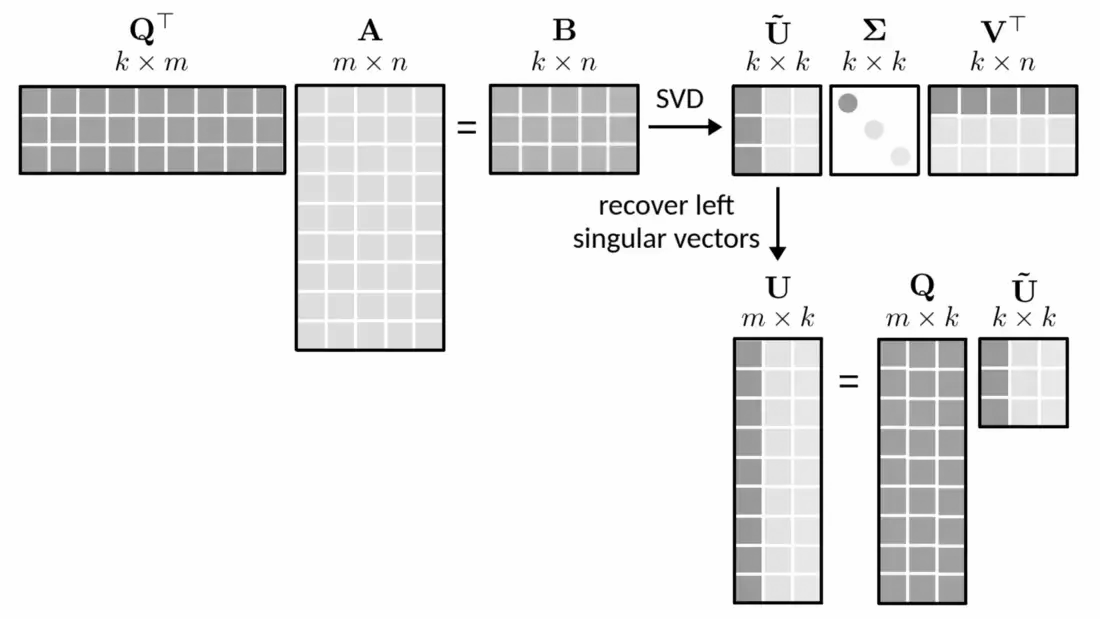 Q⊤ A B Ũ Σ V⊤
k × m m × n k × n k × k k × k k × n
= SVD
recover left
singular vectors
U Q Ũ
m × k m × k k × k
=